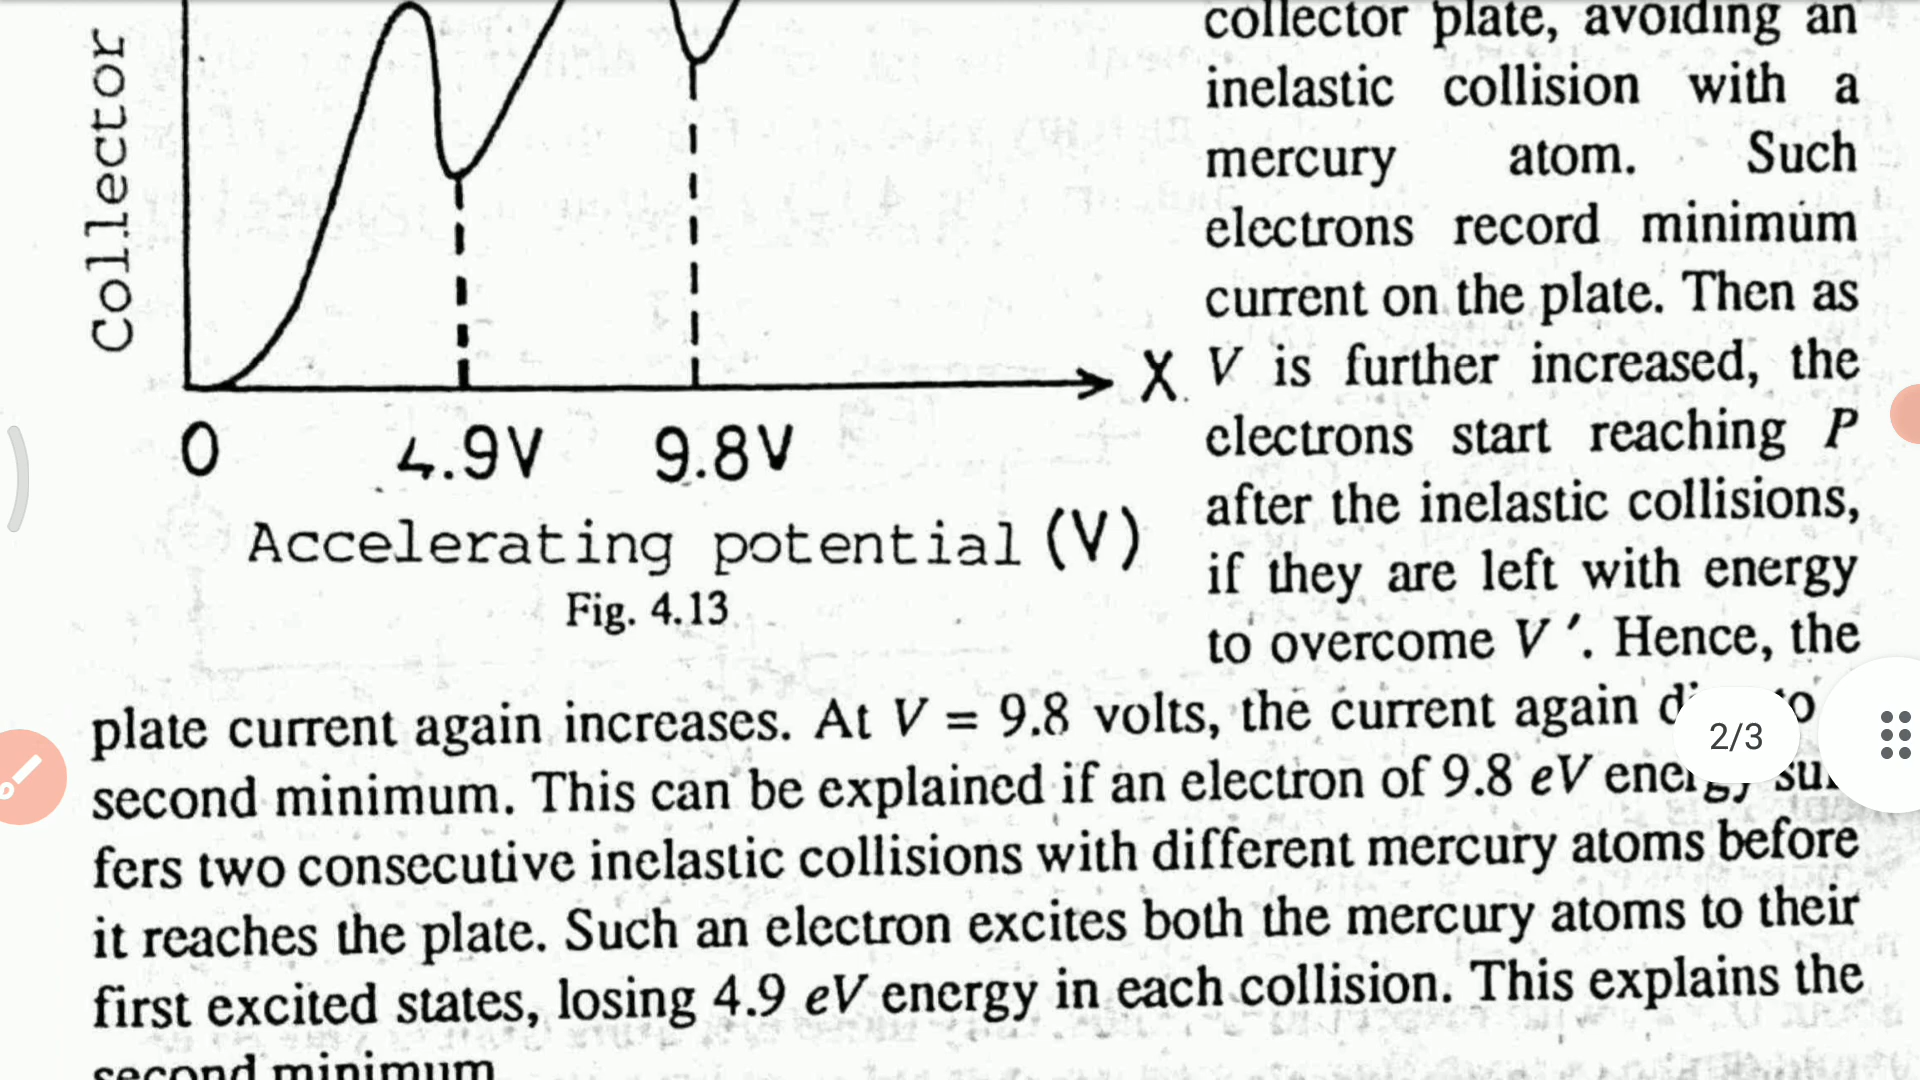 Collector
O
4.9V
9.8V
X
Accelerating potential (V)
Fig. 4.13
collector plate, avoiding an
inelastic collision with a
mercury atom. Such
electrons record minimum
current on the plate. Then as
V is further increased, the
electrons start reaching P
after the inelastic collisions,
if they are left with energy
to overcome V ′. Hence, the
plate current again increases. At V = 9.8 volts, the current again
second minimum. This can be explained if an electron of 9.8 eV
fers two consecutive inelastic collisions with different mercury atoms before
it reaches the plate. Such an electron excites both the mercury atoms to their
first excited states, losing 4.9 eV energy in each collision. This explains the
second minimum.
2/3